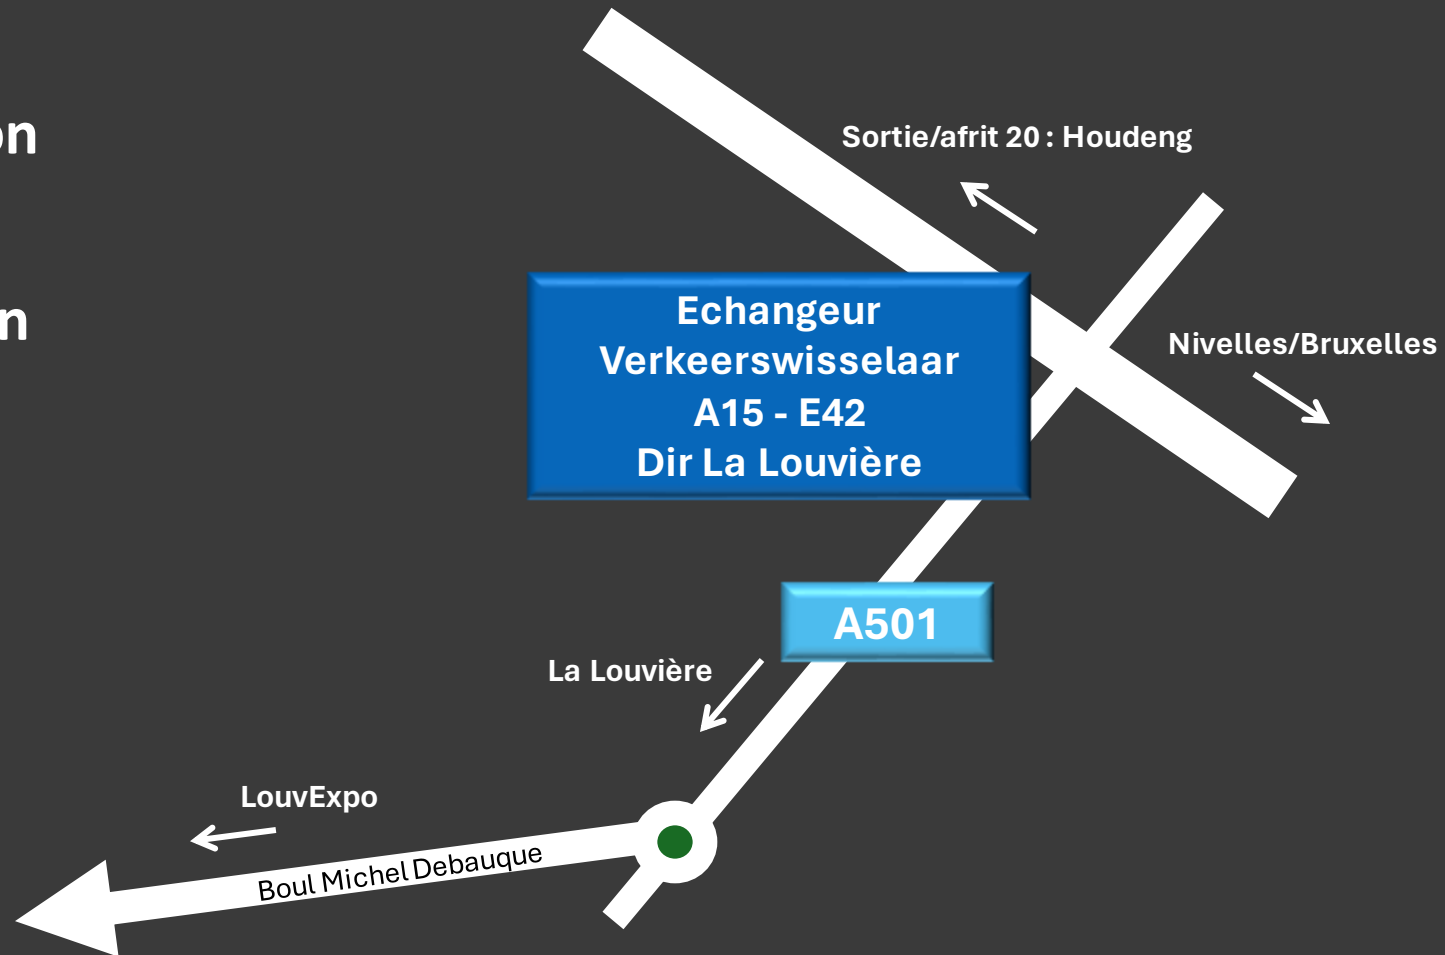 on
Sortie/afrit 20 : Houdeng
n
Echangeur
Verkeerswisselaar
A15 - E42
Dir La Louvière
Nivelles/Bruxelles
A501
La Louvière
LouvExpo
Boul Michel Debauque